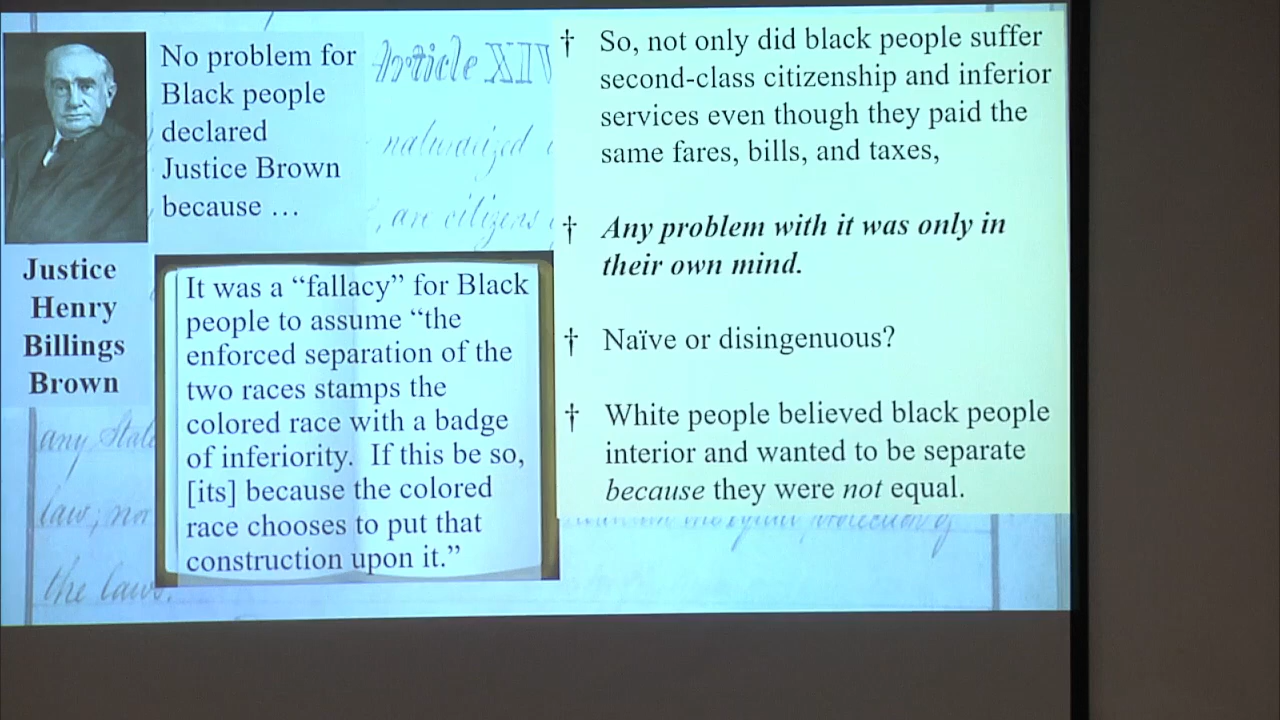 No problem for
Black people
declared
Justice Brown
because …
Justice
Henry
Billings
Brown
It was a “fallacy” for Black
people to assume “the
enforced separation of the
two races stamps the
colored race with a badge
of inferiority. If this be so,
[its] because the colored
race chooses to put that
construction upon it.”
† So, not only did black people suffer
second-class citizenship and inferior
services even though they paid the
same fares, bills, and taxes,
† Any problem with it was only in
their own mind.
† Naïve or disingenuous?
† White people believed black people
interior and wanted to be separate
because they were not equal.
Article XIV
, are citizens
any State
law; nor
the laws.